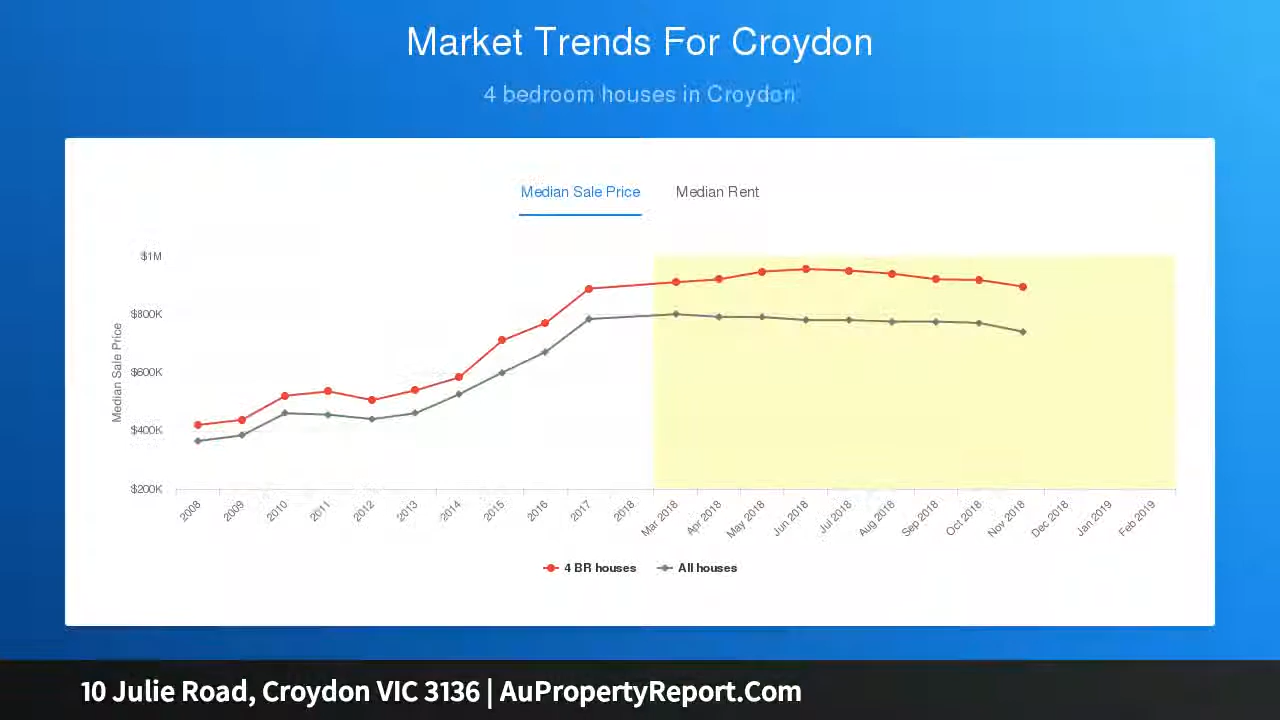 Market Trends For Croydon
4 bedroom houses in Croydon
Median Sale Price Median Rent
Median Sale Price
$1M
$800K
$600K
$400K
$200K
2008 2009 2010 2011 2012 2013 2014 2015 2016 2017 2018 Mar 2018 Apr 2018 May 2018 Jun 2018 Jul 2018 Aug 2018 Sep 2018 Oct 2018 Nov 2018 Dec 2018 Jan 2019 Feb 2019
4 BR houses All houses
10 Julie Road, Croydon VIC 3136 | AuPropertyReport.Com